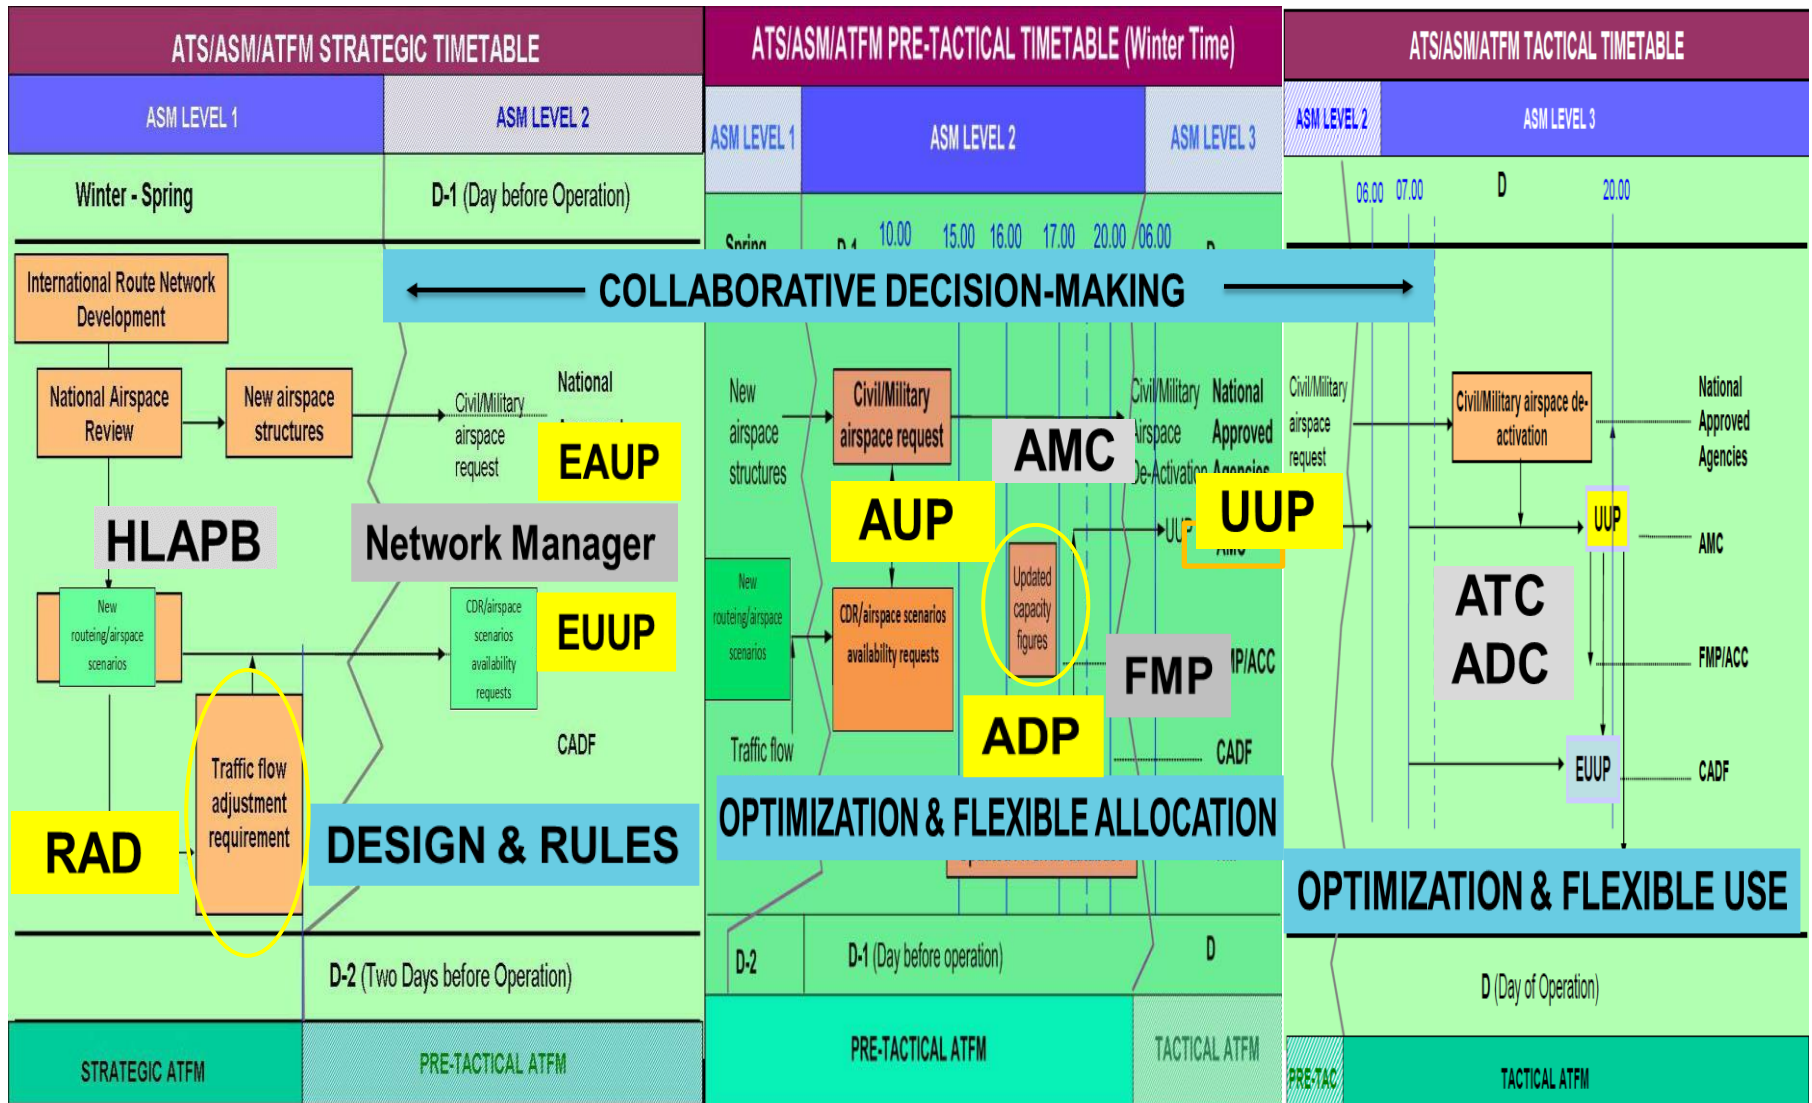 ATS/ASM/ATFM STRATEGIC TIMETABLE
ASM LEVEL 1
ASM LEVEL 2
Winter - Spring
D-1 (Day before Operation)
International Route Network
Development
National Airspace
Review
New airspace
structures
Civil/Military
airspace
request
National
EAUP
HLAPB
Network Manager
New
routeing/airspace
scenarios
CDR/airspace
scenarios
availability
requests
EUUP
CADF
Traffic flow
adjustment
requirement
RAD
DESIGN & RULES
D-2 (Two Days before Operation)
STRATEGIC ATFM
PRE-TACTICAL ATFM
ATS/ASM/ATFM PRE-TACTICAL TIMETABLE (Winter Time)
ASM LEVEL 1
ASM LEVEL 2
ASM LEVEL 3
Spring
D-1
10.00
15.00
16.00
17.00
20.00
06.00
D
COLLABORATIVE DECISION-MAKING
New
airspace
structures
Civil/Military
airspace request
AMC
Civil/Military
Airspace
De-Activation
National
Approved
Agencies
AUP
UUP
UUP
AMC
New
routeing/airspace
scenarios
CDR/airspace scenarios
availability requests
Updated
capacity
figures
FMP
MP/ACC
ADP
Traffic flow
CADF
OPTIMIZATION & FLEXIBLE ALLOCATION
D-2
D-1 (Day before operation)
D
PRE-TACTICAL ATFM
TACTICAL ATFM
ATS/ASM/ATFM TACTICAL TIMETABLE
ASM LEVEL 2
ASM LEVEL 3
06.00
07.00
D
20.00
Civil/Military
airspace
request
Civil/Military airspace de-
activation
National
Approved
Agencies
UUP
AMC
ATC
ADC
FMP/ACC
EUUP
CADF
OPTIMIZATION & FLEXIBLE USE
D (Day of Operation)
PRE-TAC
TACTICAL ATFM